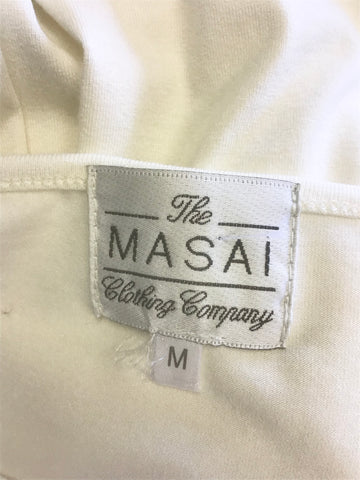 The
MASAI
Clothing Company
M